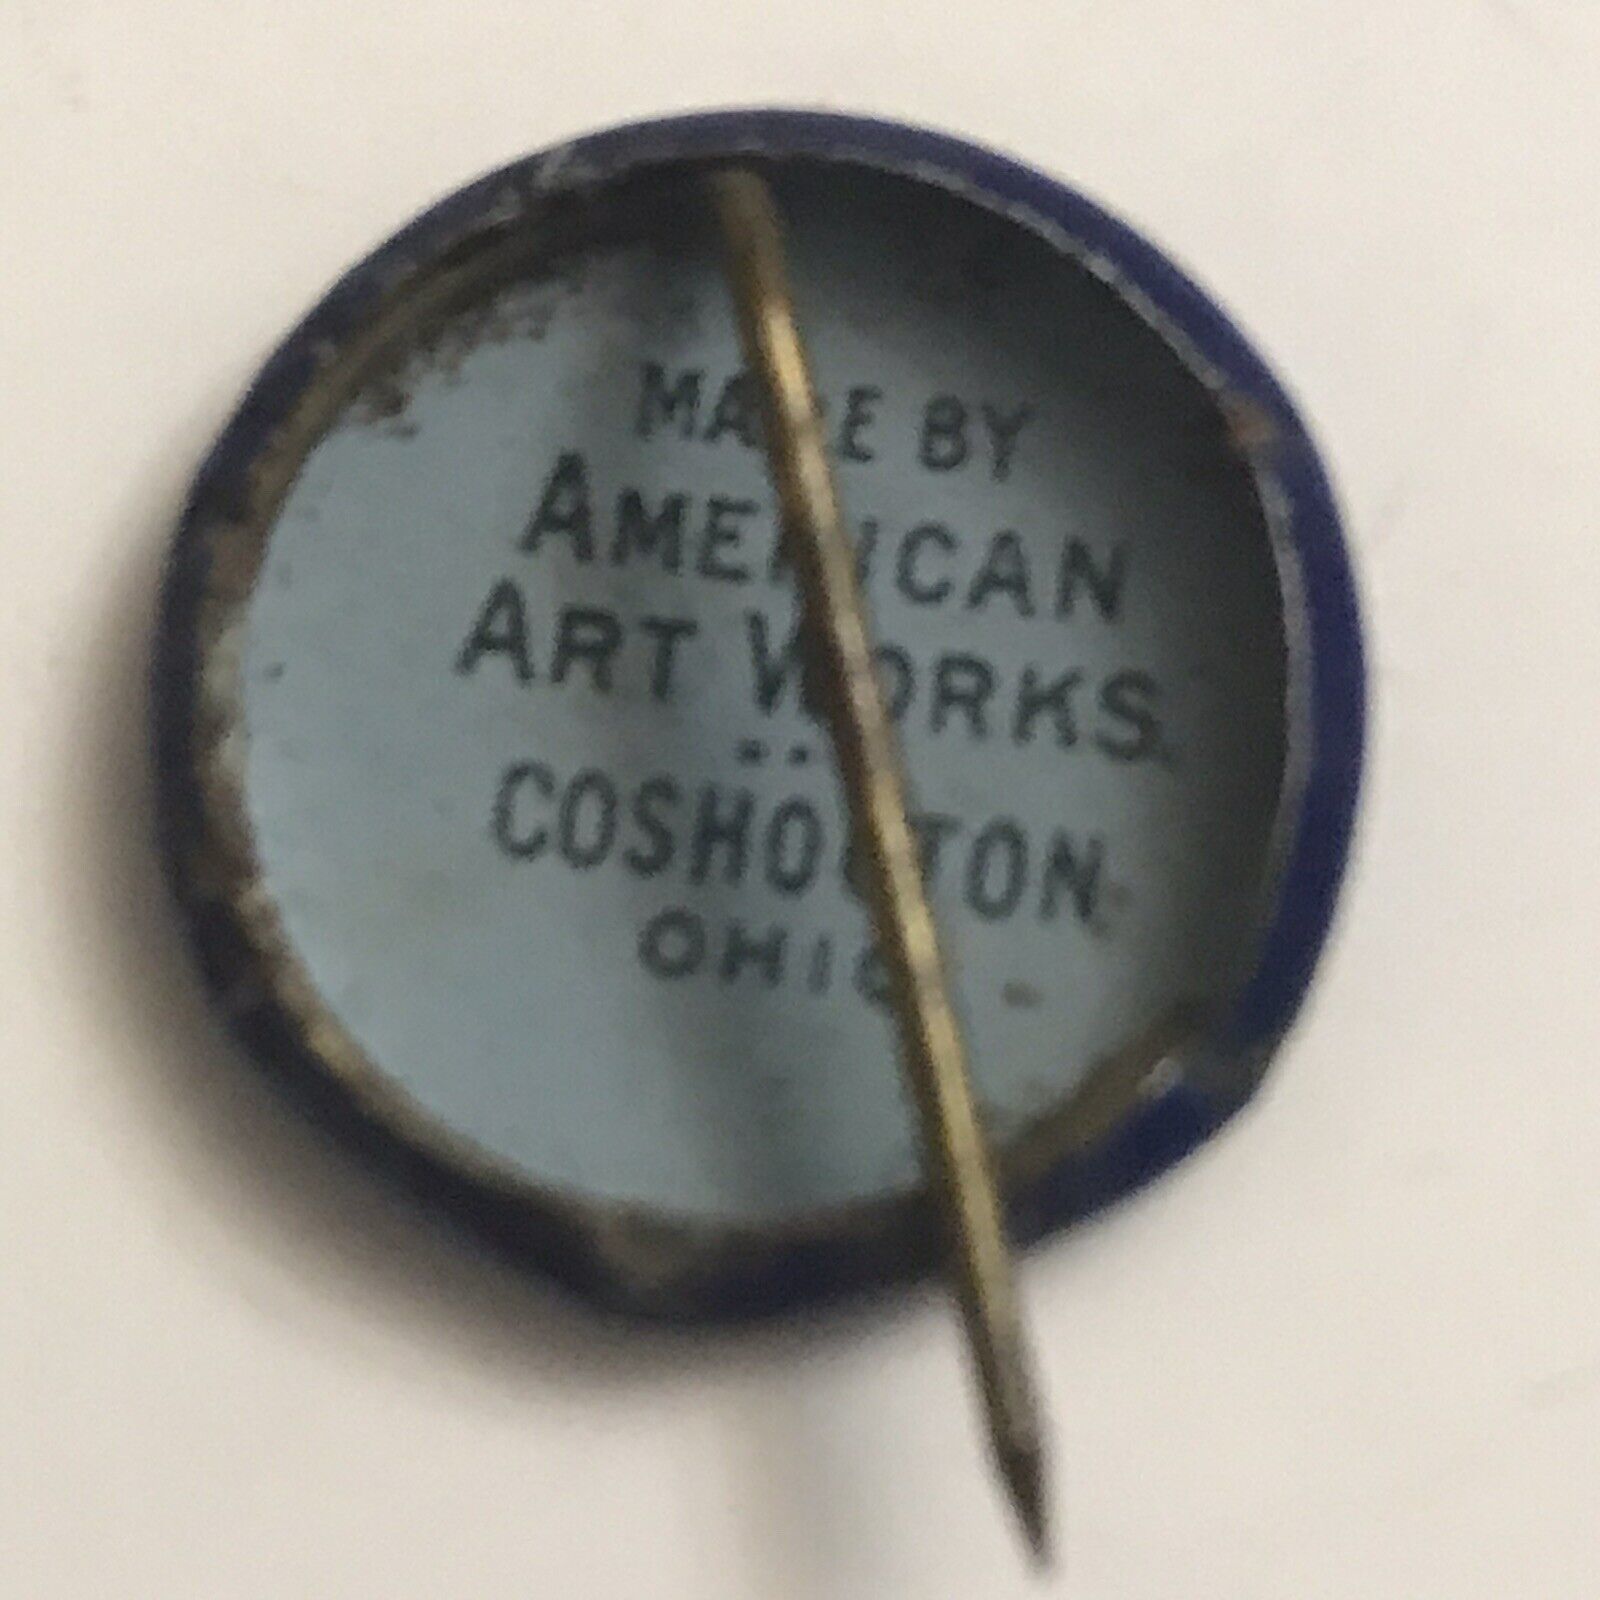 MADE BY
AMERICAN
ART WORKS
COSHOCTON,
OHIO